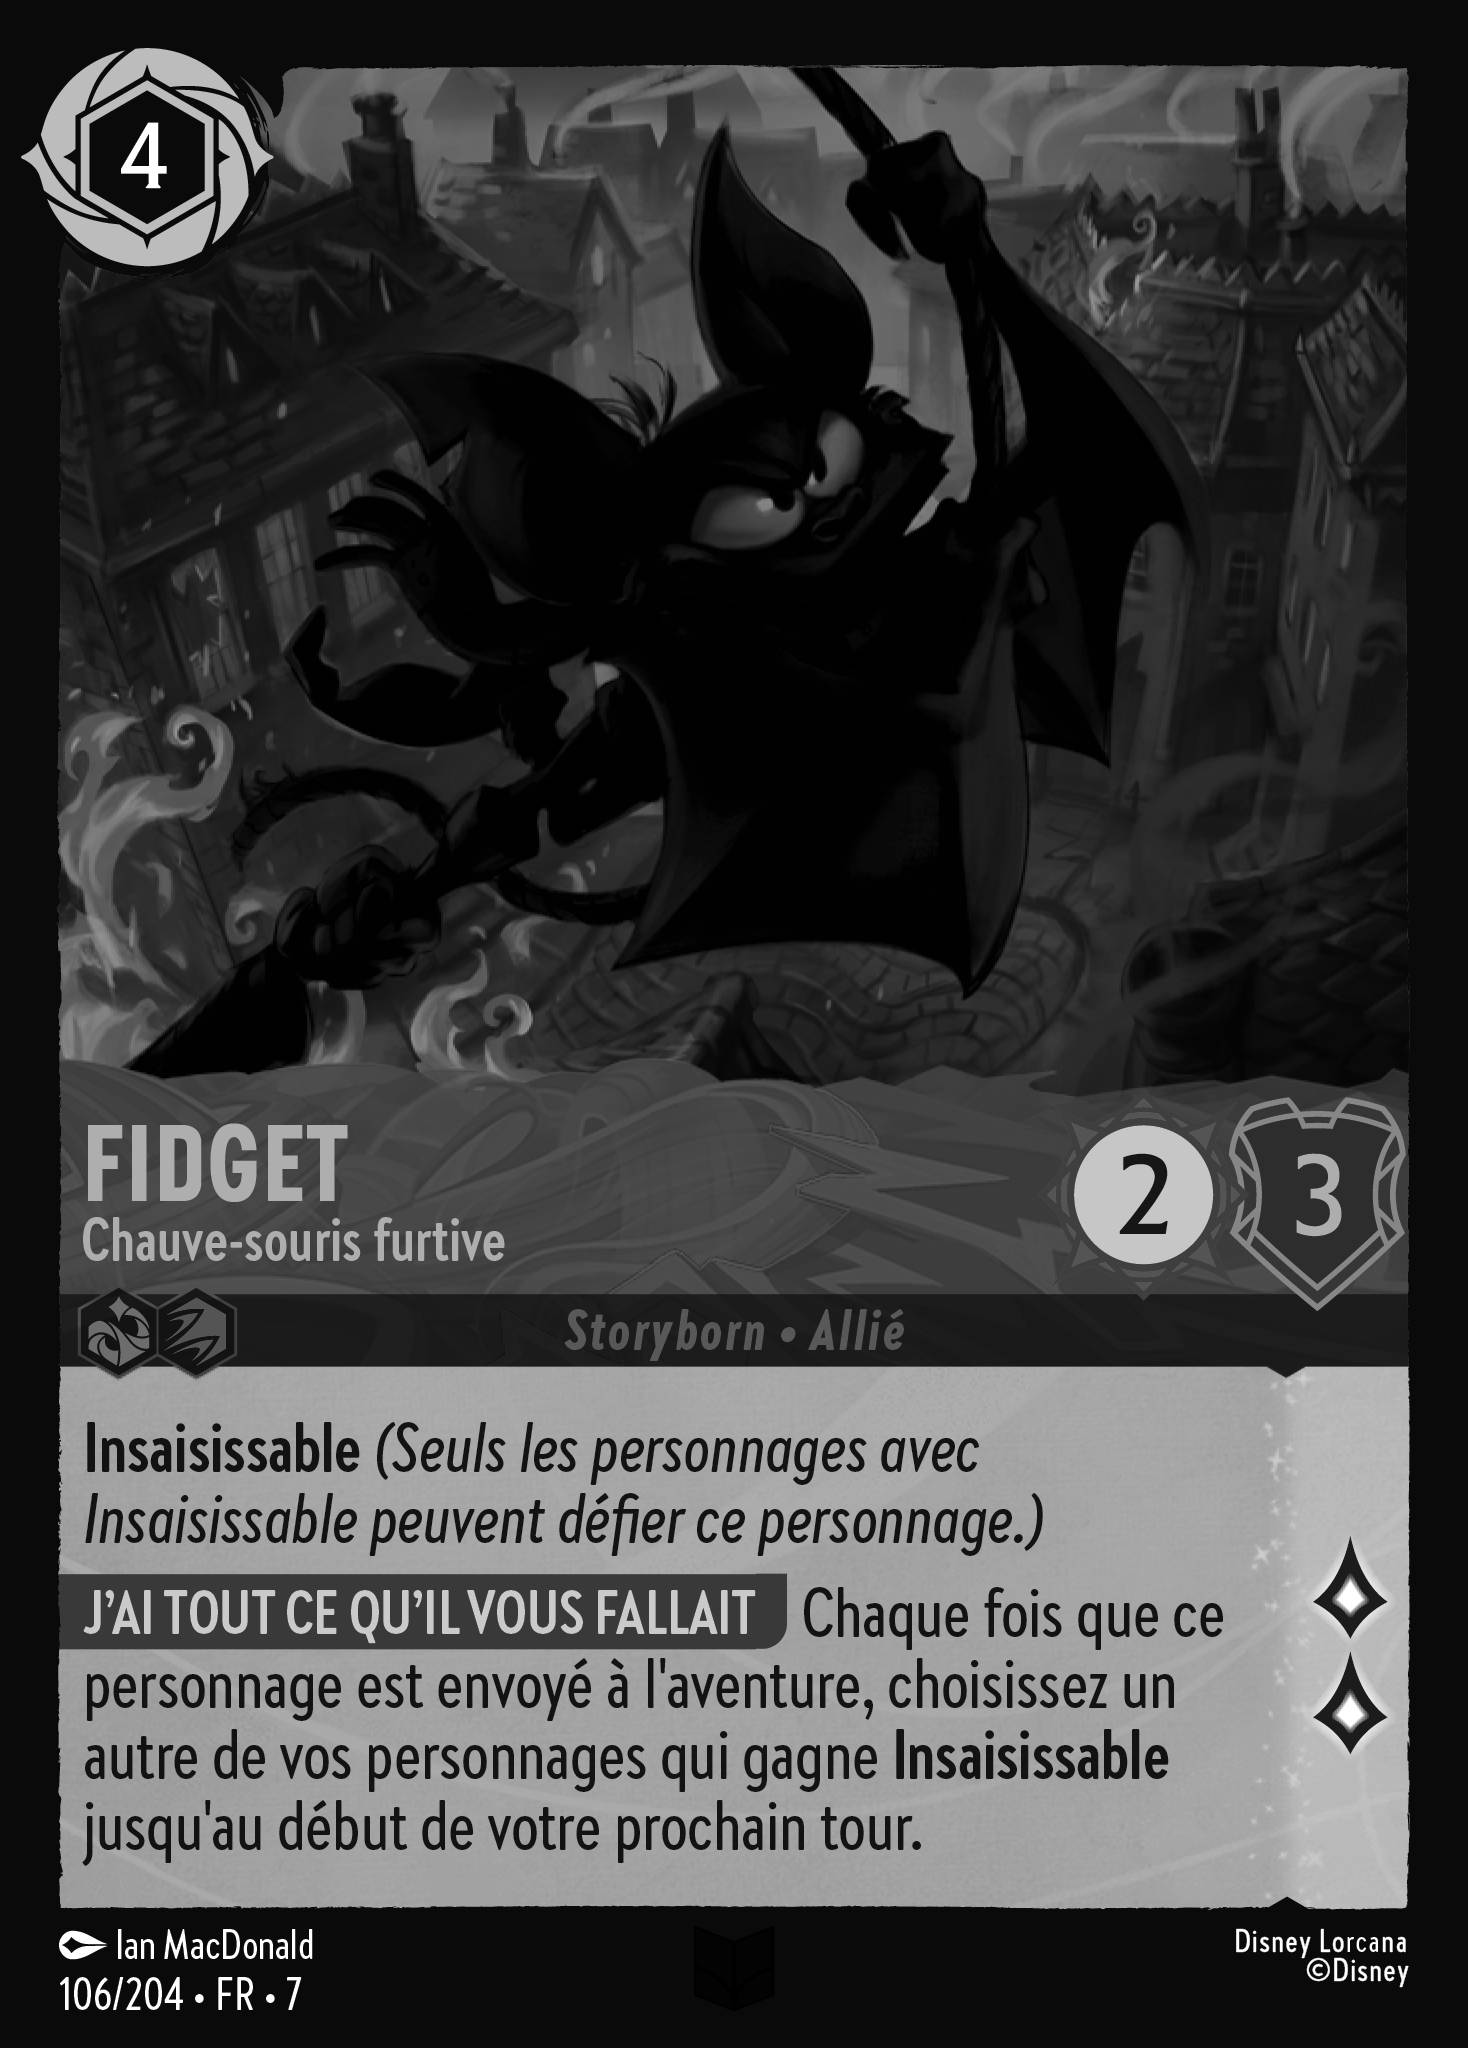 4
FIDGET
Chauve-souris furtive
2
3
Storyborn • Allié
Insaisissable (Seuls les personnages avec
Insaisissable peuvent défier ce personnage.)
J’AI TOUT CE QU’IL VOUS FALLAIT Chaque fois que ce
personnage est envoyé à l'aventure, choisissez un
autre de vos personnages qui gagne Insaisissable
jusqu'au début de votre prochain tour.
Ian MacDonald
106/204 • FR • 7
Disney Lorcana
©Disney